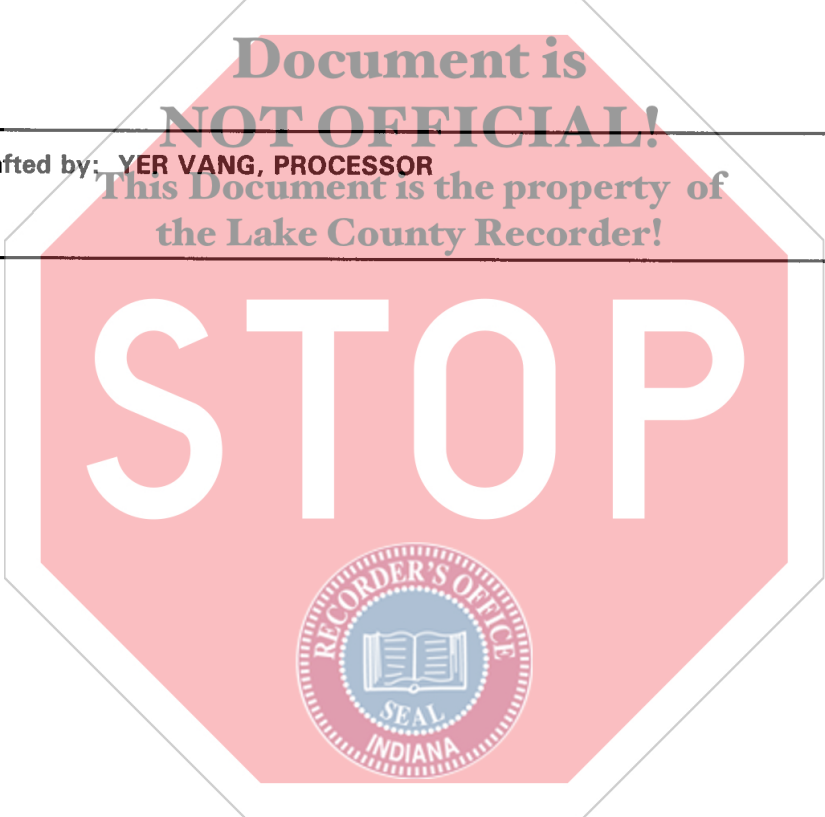 Document is
NOT OFFICIAL!
fted by: YER VANG, PROCESSOR
This Document is the property of
the Lake County Recorder!
STOP
RECORDER'S OFFICE
SEAL
INDIANA